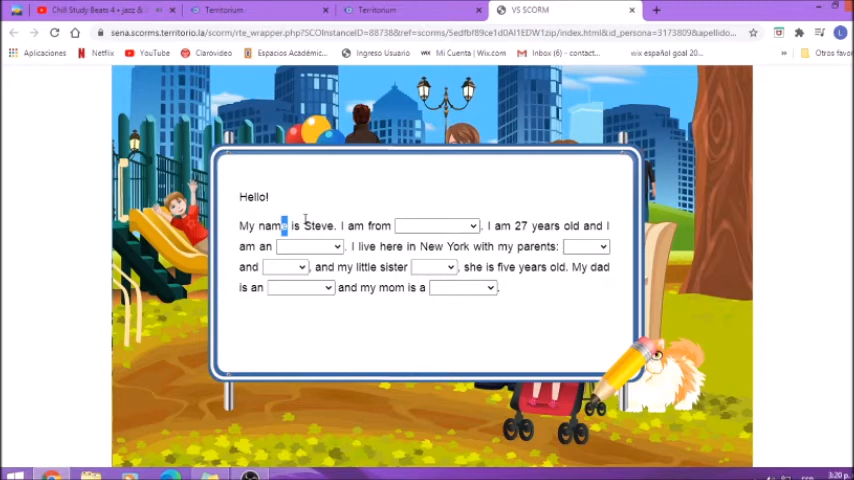 Chill Study Beats 4 • jazz &
Territorium
Territorium
VS SCORM
sena.scorms.territorio.la/scorm/rte_wrapper.php?SCOInstanceID=88738&ref=scorms/5edfbf89ce1d0AI1EDW1zip/index.html&id_persona=3173809&apellido...
Aplicaciones
Netflix
YouTube
Clarovideo
Espacios Académic...
Ingreso Usuario
Mi Cuenta | Wix.com
Inbox (6) - contact...
wix español goal 20...
Otros favo
Hello!
My name is Steve. I am from . I am 27 years old and I
am an . I live here in New York with my parents:
and , and my little sister , she is five years old. My dad
is an and my mom is a .
3:20 p.